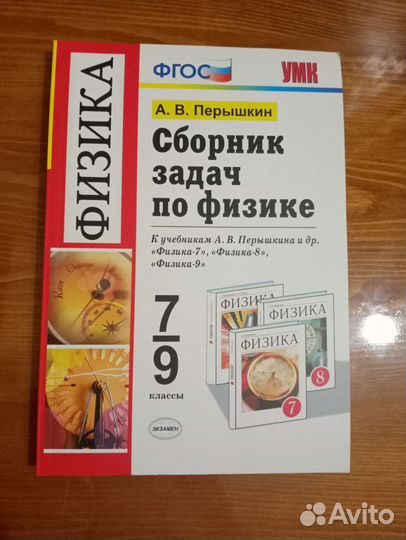 ФИЗИКА
ФГОС
УМК
А. В. Перышкин
Сборник
задач
по физике
К учебникам А. В. Перышкина и др.
«Физика-7», «Физика-8»,
«Физика-9»
7
9
классы
ЭКЗАМЕН
ФИЗИКА
ФИЗИКА
8
ФИЗИКА
7
Avito